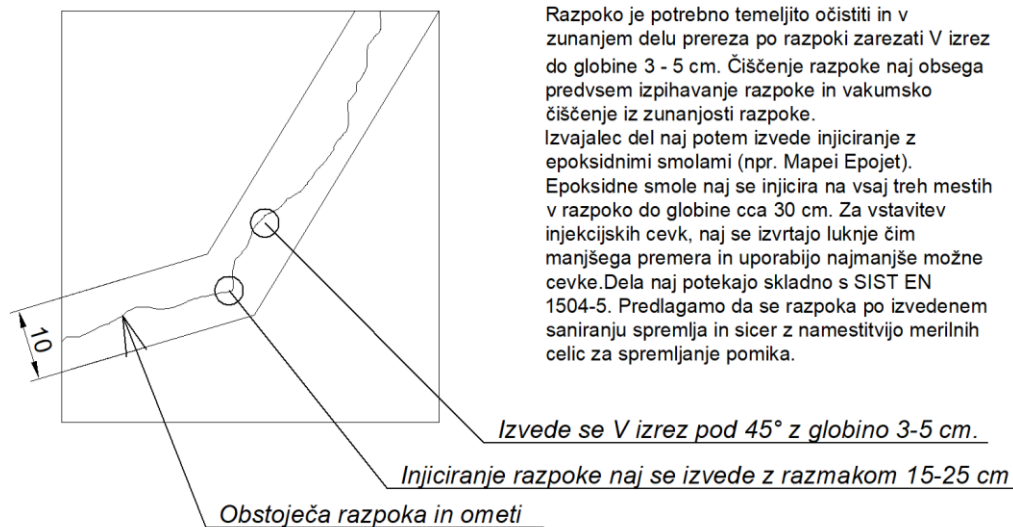 Razpoko je potrebno temeljito očistiti in v
zunanjem delu prereza po razpoki zarezati V izrez
do globine 3 - 5 cm. Čiščenje razpoke naj obsega
predvsem izpihavanje razpoke in vakumsko
čiščenje iz zunanjosti razpoke.
Izvajalec del naj potem izvede injiciranje z
epoksidnimi smolami (npr. Mapei Epojet).
Epoksidne smole naj se injicira na vsaj treh mestih
v razpoko do globine cca 30 cm. Za vstavitev
injekcijskih cevk, naj se izvrtajo luknje čim
manjšega premera in uporabijo najmanjše možne
cevke.Dela naj potekajo skladno s SIST EN
1504-5. Predlagamo da se razpoka po izvedenem
saniranju spremlja in sicer z namestitvijo merilnih
celic za spremljanje pomika.
10
Izvede se V izrez pod 45° z globino 3-5 cm.
Injiciranje razpoke naj se izvede z razmakom 15-25 cm
Obstoječa razpoka in ometi